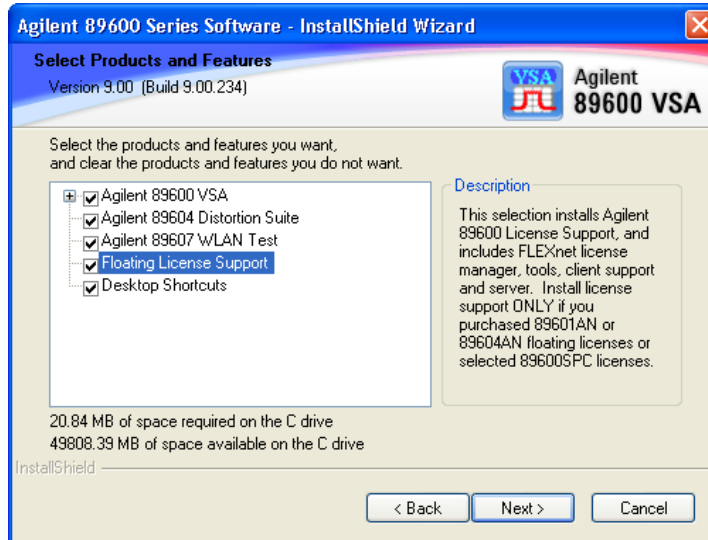 Agilent 89600 Series Software - InstallShield Wizard
Select Products and Features
Version 9.00 (Build 9.00.234)
VSA
Agilent
89600 VSA
Select the products and features you want,
and clear the products and features you do not want.
Agilent 89600 VSA
Agilent 89604 Distortion Suite
Agilent 89607 WLAN Test
Floating License Support
Desktop Shortcuts
Description
This selection installs Agilent
89600 License Support, and
includes FLEXnet license
manager, tools, client support
and server. Install license
support ONLY if you
purchased 89601AN or
89604AN floating licenses or
selected 89600SPC licenses.
20.84 MB of space required on the C drive
49808.39 MB of space available on the C drive
InstallShield
< Back
Next >
Cancel